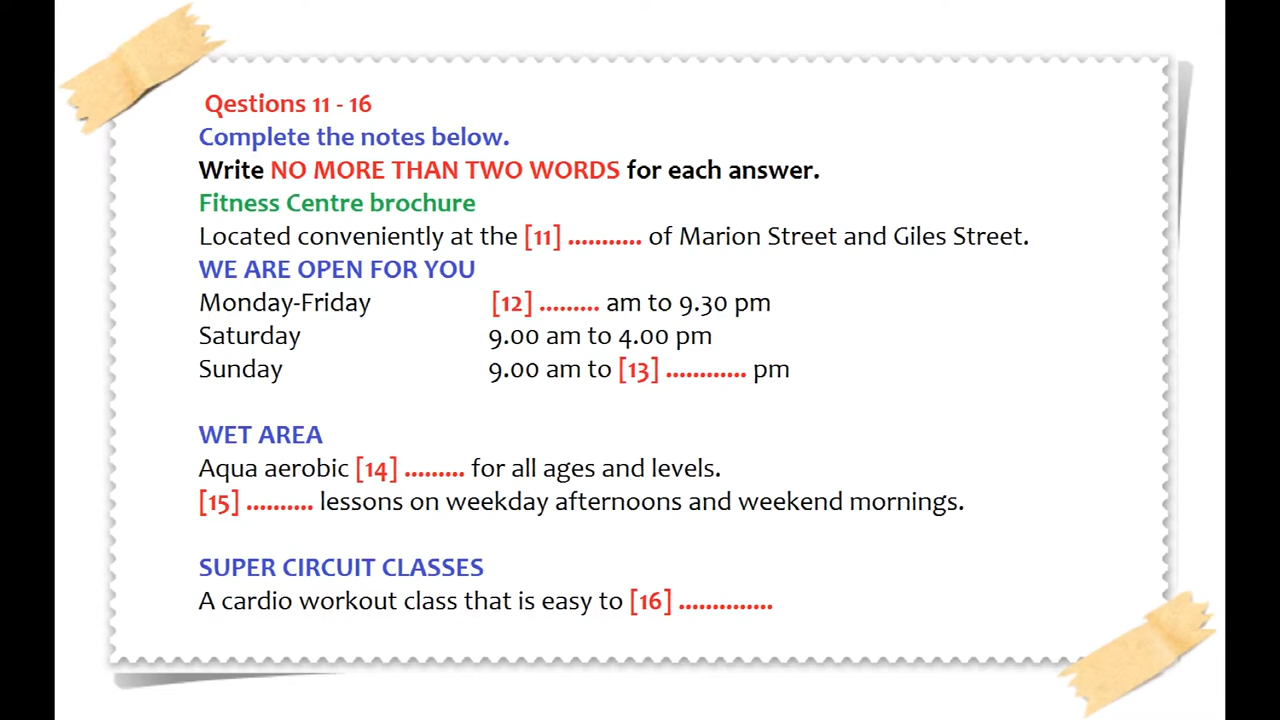 Qestions 11 - 16
Complete the notes below.
Write NO MORE THAN TWO WORDS for each answer.
Fitness Centre brochure
Located conveniently at the [11] ........... of Marion Street and Giles Street.
WE ARE OPEN FOR YOU
Monday-Friday [12] ......... am to 9.30 pm
Saturday 9.00 am to 4.00 pm
Sunday 9.00 am to [13] ............ pm
WET AREA
Aqua aerobic [14] ......... for all ages and levels.
[15] .......... lessons on weekday afternoons and weekend mornings.
SUPER CIRCUIT CLASSES
A cardio workout class that is easy to [16] ..............